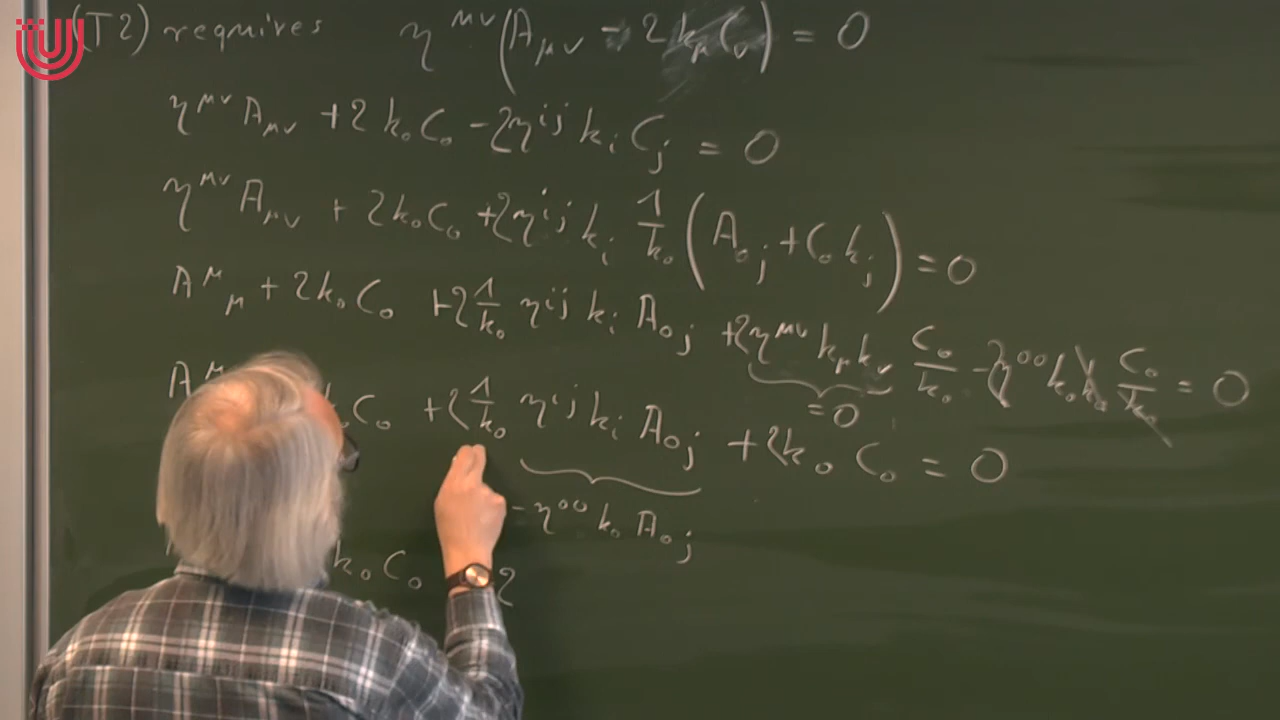 (T2) requires η^{μν}(A_{μν} - 2k_μ C_ν) = 0
η^{μν} A_{μν} + 2k_0 C_0 - 2η^{ij} k_i C_j = 0
η^{μν} A_{μν} + 2k_0 C_0 + 2η^{ij} k_i 1/k_0 (A_{0j} + C_0 k_j) = 0
A^μ_μ + 2k_0 C_0 + 2 1/k_0 η^{ij} k_i A_{0j} + 2η^{μν} k_μ k_ν C_0/k_0 - 2η^{00} k_0 k_0 C_0/k_0 = 0
= 0
A^μ k_0 C_0 + 2 1/k_0 η^{ij} k_i A_{0j} + 2k_0 C_0 = 0
- η^{00} k_0 A_{0j}
k_0 C_0 2